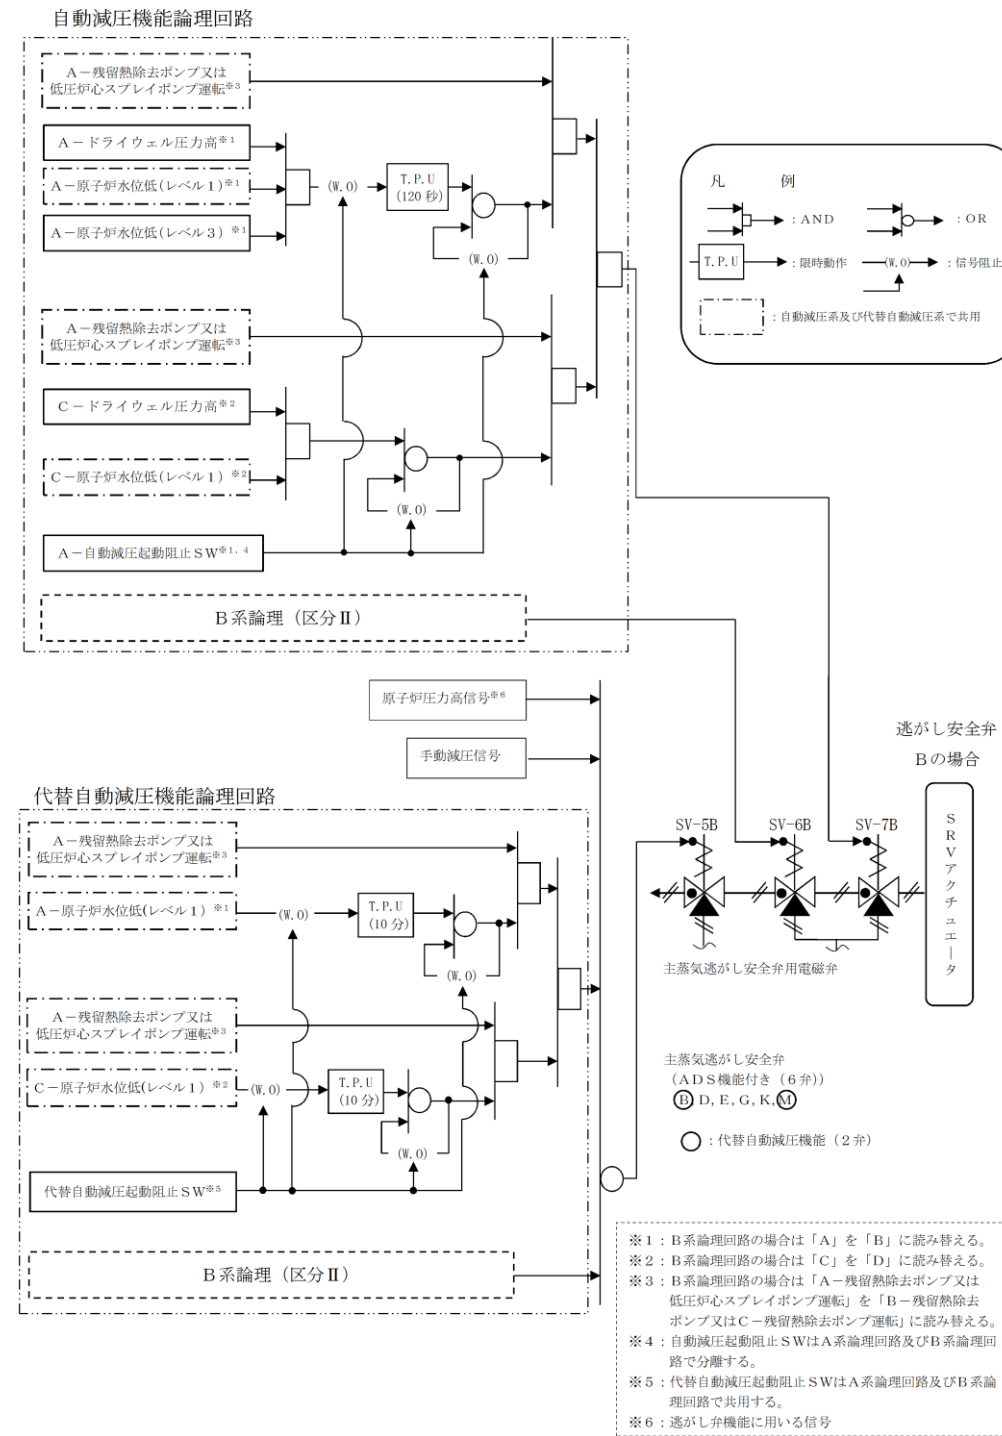 自動減圧機能論理回路
A－残留熱除去ポンプ又は
低圧炉心スプレイポンプ運転※3
A－ドライウェル圧力高※1
A－原子炉水位低(レベル1)※1
A－原子炉水位低(レベル3)※1
(W.O)
T.P.U
(120秒)
(W.O)
A－残留熱除去ポンプ又は
低圧炉心スプレイポンプ運転※3
C－ドライウェル圧力高※2
C－原子炉水位低(レベル1)※2
(W.O)
A－自動減圧起動阻止SW※1,4
B系論理（区分Ⅱ）
凡 例
：AND
：OR
T.P.U
：限時動作
(W.O)
：信号阻止
：自動減圧系及び代替自動減圧系で共用
原子炉圧力高信号※6
手動減圧信号
代替自動減圧機能論理回路
A－残留熱除去ポンプ又は
低圧炉心スプレイポンプ運転※3
A－原子炉水位低(レベル1)※1
(W.O)
T.P.U
(10分)
(W.O)
A－残留熱除去ポンプ又は
低圧炉心スプレイポンプ運転※3
C－原子炉水位低(レベル1)※2
(W.O)
T.P.U
(10分)
(W.O)
代替自動減圧起動阻止SW※5
B系論理（区分Ⅱ）
逃がし安全弁
Bの場合
SV-5B
SV-6B
SV-7B
SRVアクチュエータ
主蒸気逃がし安全弁用電磁弁
主蒸気逃がし安全弁
（ADS機能付き（6弁））
B, D, E, G, K, M
：代替自動減圧機能（2弁）
※1：B系論理回路の場合は「A」を「B」に読み替える。
※2：B系論理回路の場合は「C」を「D」に読み替える。
※3：B系論理回路の場合は「A－残留熱除去ポンプ又は
低圧炉心スプレイポンプ運転」を「B－残留熱除去
ポンプ又はC－残留熱除去ポンプ運転」に読み替える。
※4：自動減圧起動阻止SWはA系論理回路及びB系論理回
路で分離する。
※5：代替自動減圧起動阻止SWはA系論理回路及びB系論
理回路で共用する。
※6：逃がし弁機能に用いる信号